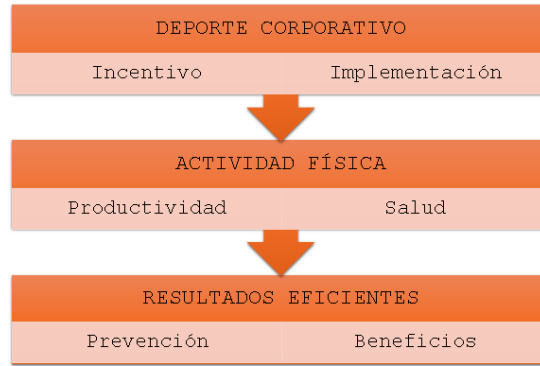 DEPORTE CORPORATIVO
Incentivo Implementación
ACTIVIDAD FÍSICA
Productividad Salud
RESULTADOS EFICIENTES
Prevención Beneficios